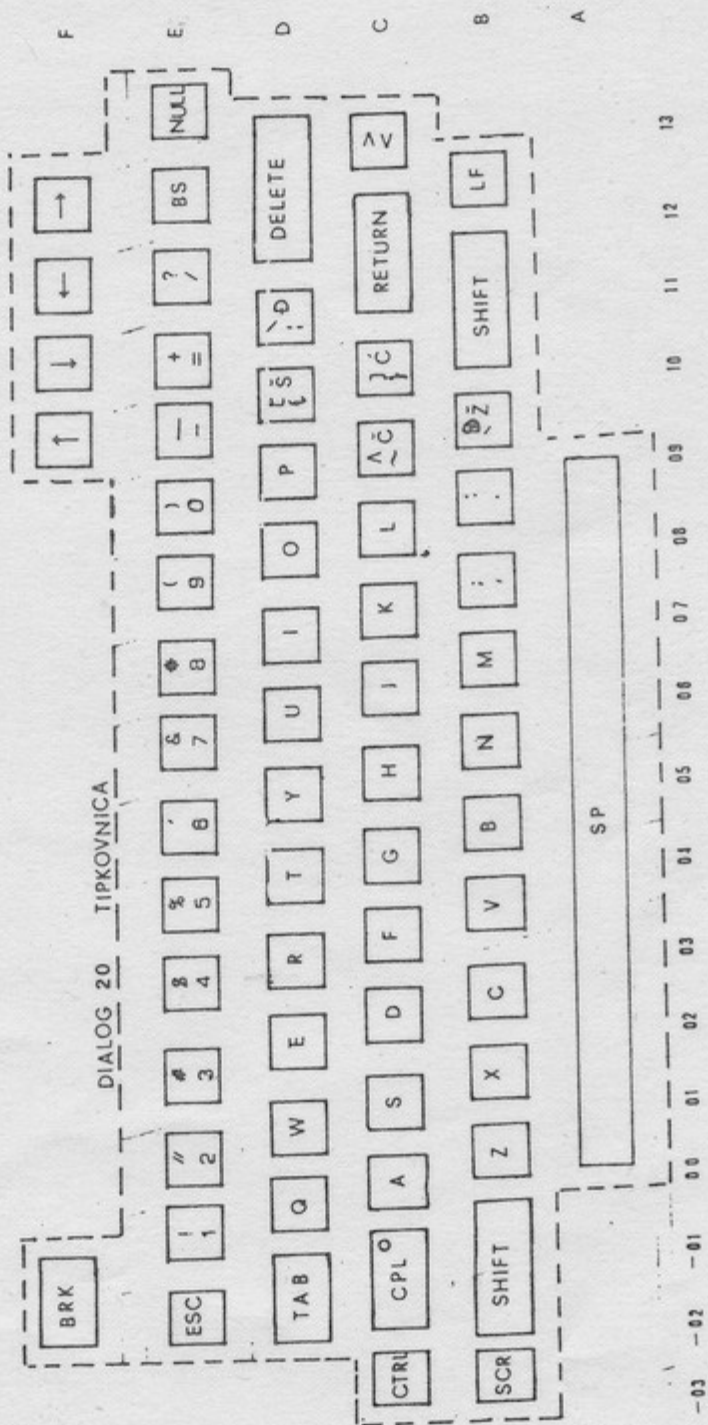 BRK ↑ ↓ ← → F
DIALOG 20 TIPKOVNICA
! " # $ % ' & * ( ) — + ?
ESC 1 2 3 4 5 6 7 8 9 0 - = / BS NULL E
TAB Q W E R T Y U I O P [ { Š \ Đ DELETE D
CTRL CPL A S D F G H J K L ^ ~ Č } Ć RETURN > < C
SCR SHIFT Z X C V B N M ; , : . @ ` Ž SHIFT LF B
SP A
-03 -02 -01 00 01 02 03 04 05 06 07 08 09 10 11 12 13